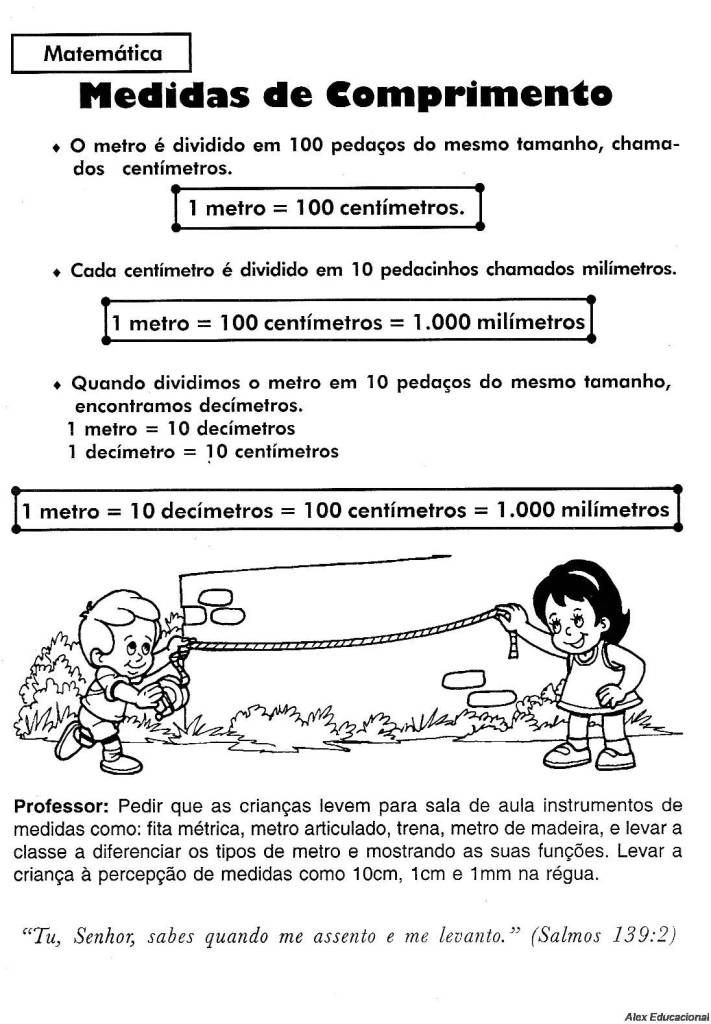 Matemática
Medidas de Comprimento
♦ O metro é dividido em 100 pedaços do mesmo tamanho, chama-
dos centímetros.
1 metro = 100 centímetros.
♦ Cada centímetro é dividido em 10 pedacinhos chamados milímetros.
1 metro = 100 centímetros = 1.000 milímetros
♦ Quando dividimos o metro em 10 pedaços do mesmo tamanho,
encontramos decímetros.
1 metro = 10 decímetros
1 decímetro = 10 centímetros
1 metro = 10 decímetros = 100 centímetros = 1.000 milímetros
Professor: Pedir que as crianças levem para sala de aula instrumentos de
medidas como: fita métrica, metro articulado, trena, metro de madeira, e levar a
classe a diferenciar os tipos de metro e mostrando as suas funções. Levar a
criança à percepção de medidas como 10cm, 1cm e 1mm na régua.
“Tu, Senhor, sabes quando me assento e me levanto.” (Salmos 139:2)
Alex Educacional